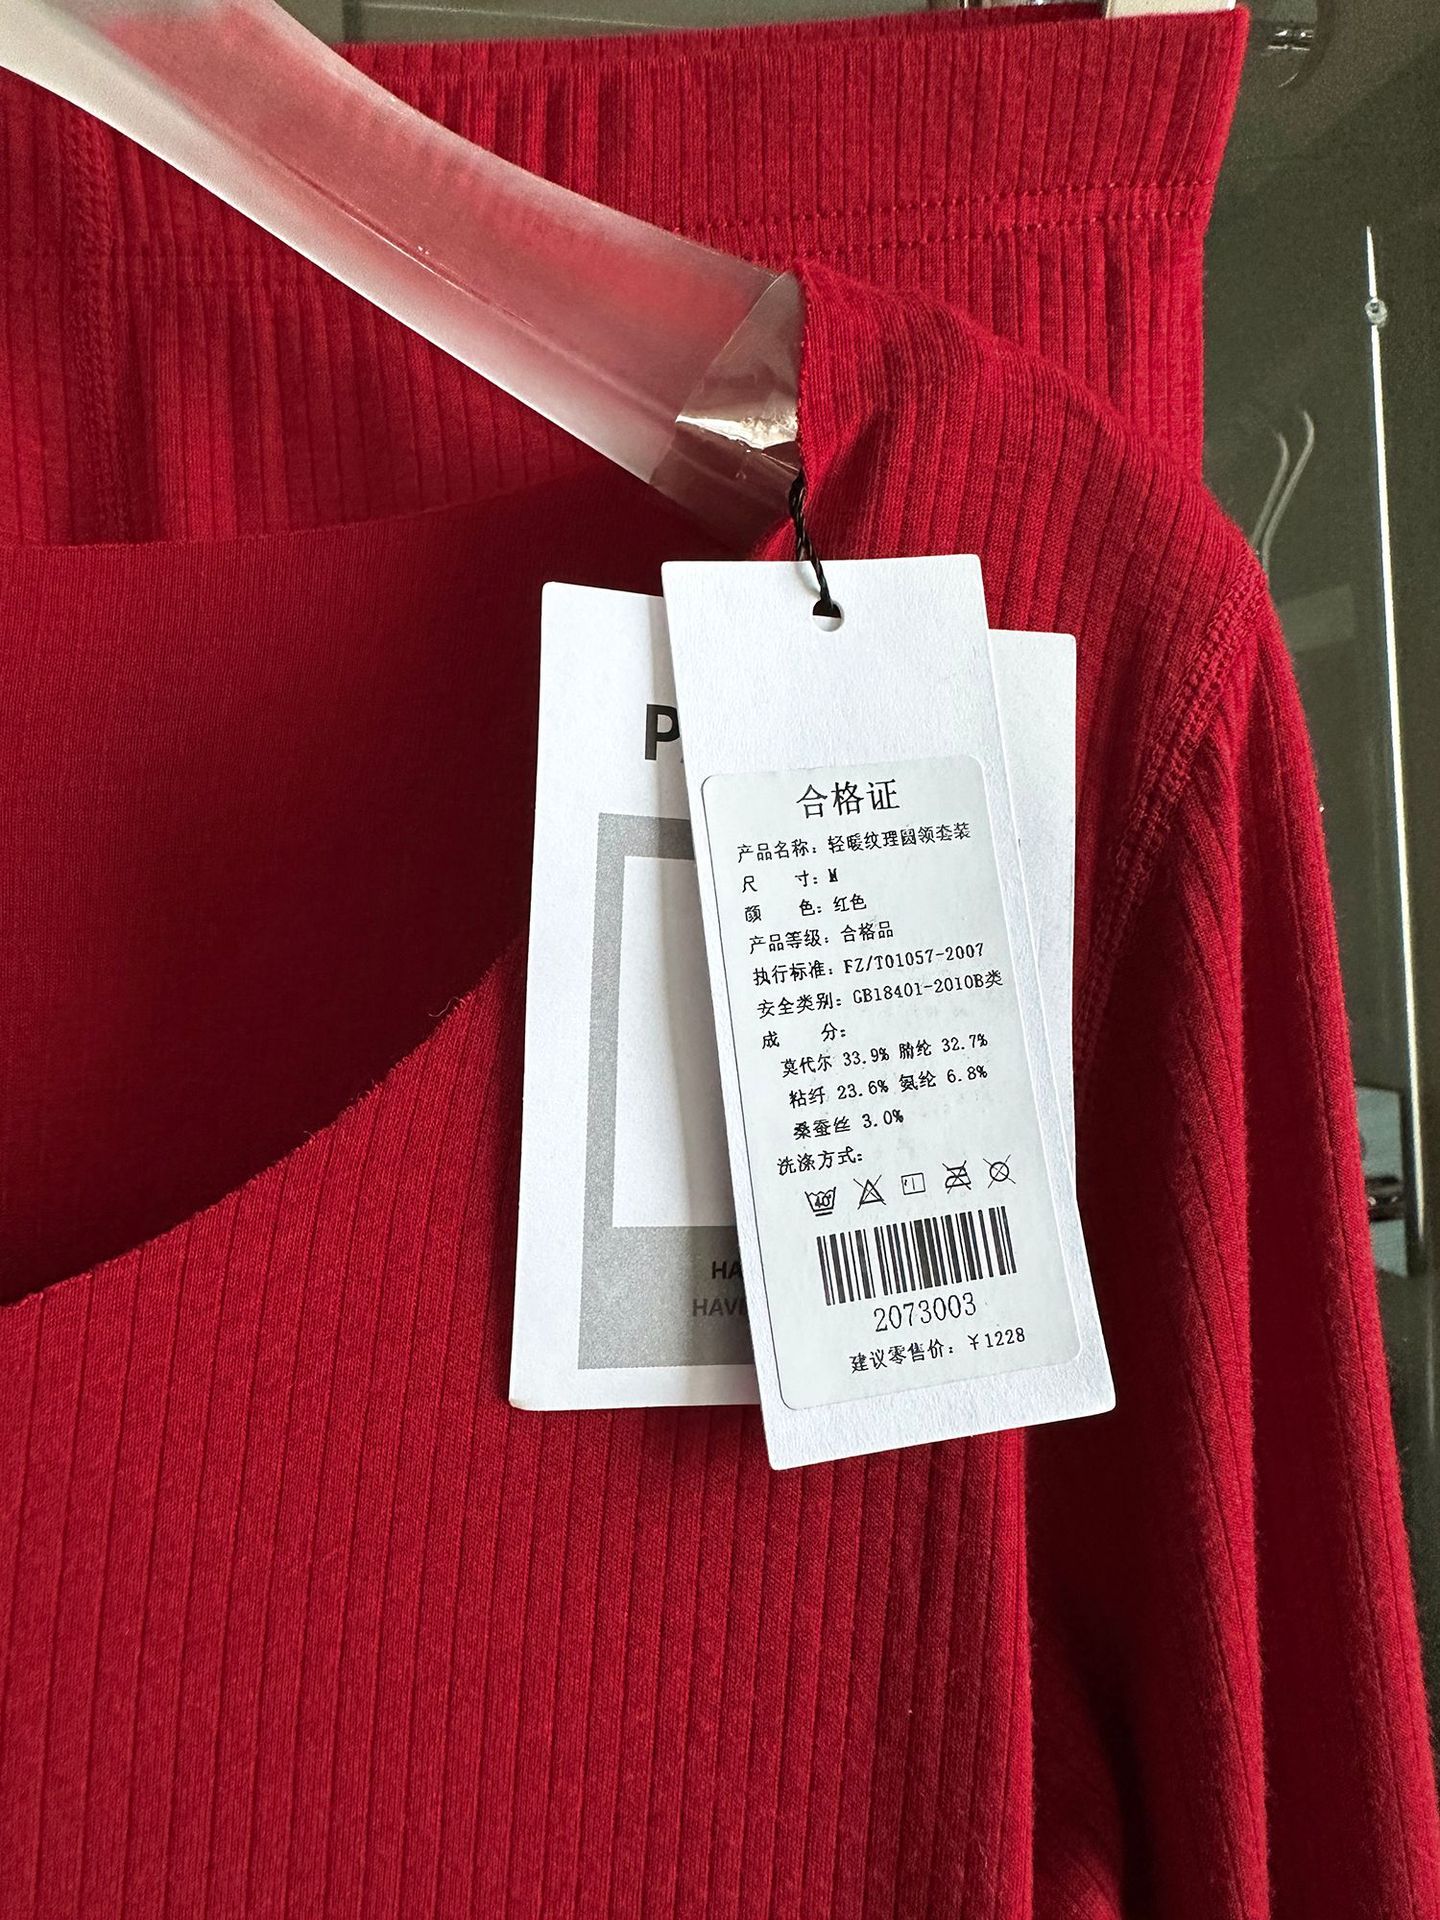 合格证
产品名称：轻暖纹理圆领套装
尺 寸：M
颜 色：红色
产品等级：合格品
执行标准：FZ/T01057-2007
安全类别：GB18401-2010B类
成 分：
莫代尔 33.9% 腈纶 32.7%
粘纤 23.6% 氨纶 6.8%
桑蚕丝 3.0%
洗涤方式：
40°
2073003
建议零售价：￥1228
P
HA
HAVE